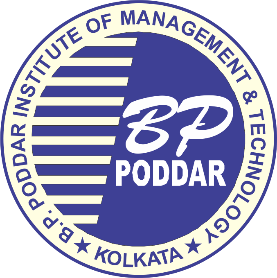 B.P. PODDAR INSTITUTE OF MANAGEMENT & TECHNOLOGY
BP
PODDAR
KOLKATA